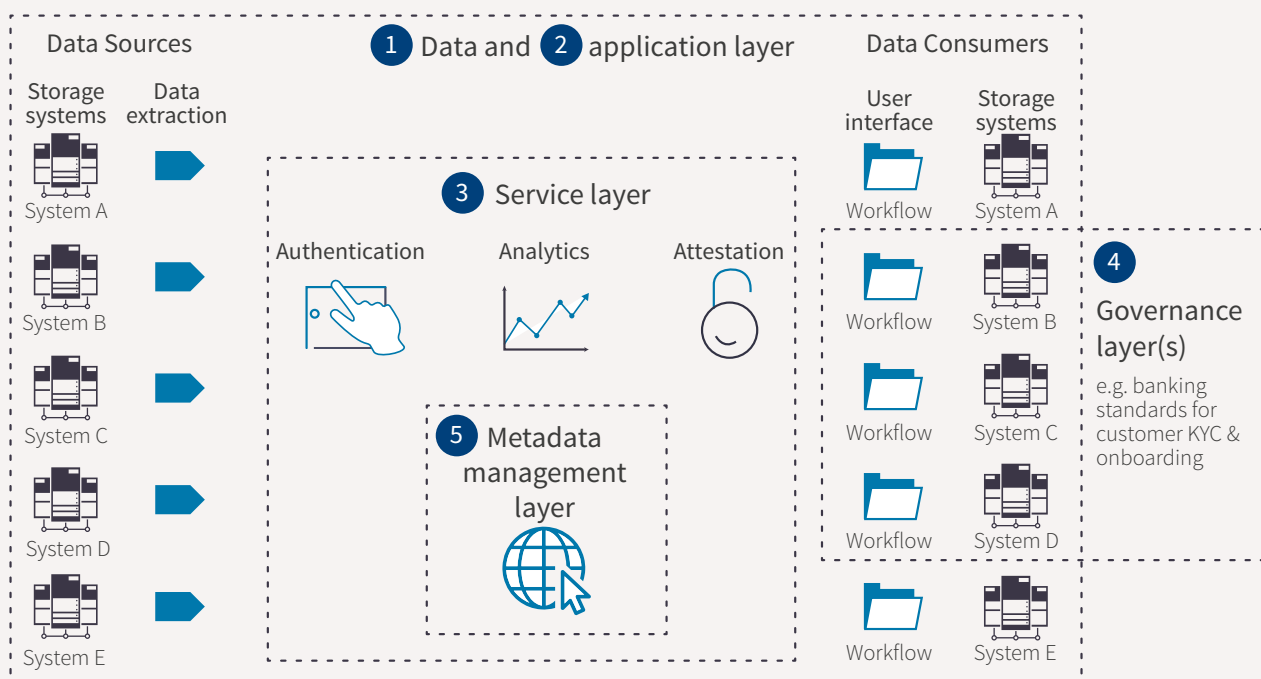 Data Sources
1 Data and 2 application layer
Data Consumers
Storage
systems
Data
extraction
User
interface
Storage
systems
System A
Workflow
System A
3 Service layer
Authentication
Analytics
Attestation
System B
Workflow
System B
4
Governance
layer(s)
e.g. banking
standards for
customer KYC &
onboarding
System C
Workflow
System C
5 Metadata
management
layer
System D
Workflow
System D
System E
Workflow
System E